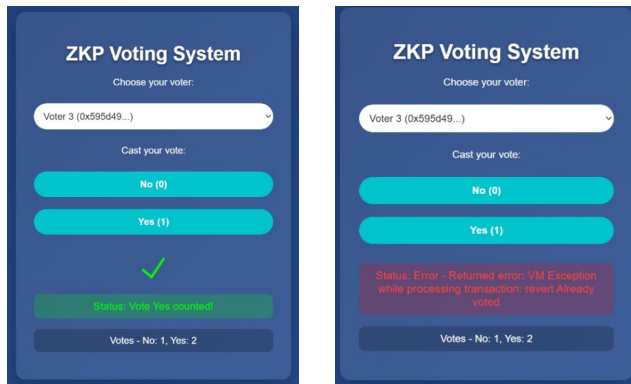 ZKP Voting System
Choose your voter:
Voter 3 (0x595d49...)
Cast your vote:
No (0)
Yes (1)
Status: Vote Yes counted!
Votes - No: 1, Yes: 2
ZKP Voting System
Choose your voter:
Voter 3 (0x595d49...)
Cast your vote:
No (0)
Yes (1)
Status: Error - Returned error: VM Exception
while processing transaction: revert Already
voted
Votes - No: 1, Yes: 2